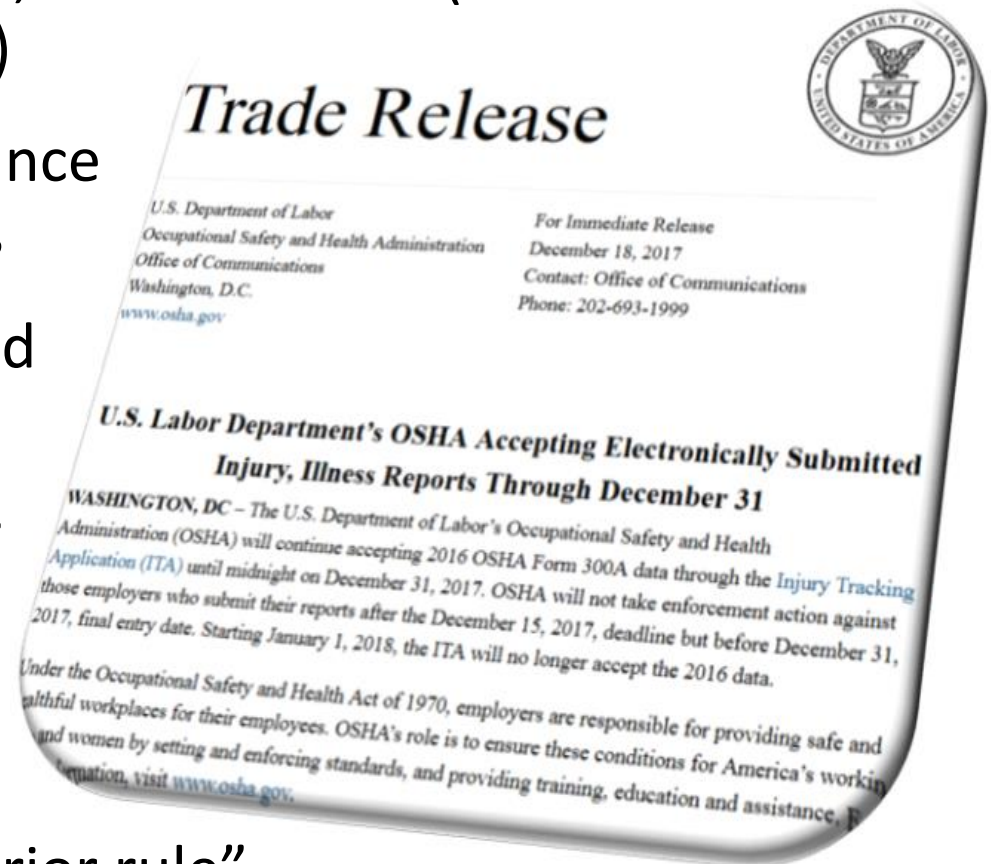 )
nce
d
Trade Release
DEPARTMENT OF LABOR
UNITED STATES OF AMERICA
U.S. Department of Labor
Occupational Safety and Health Administration
Office of Communications
Washington, D.C.
www.osha.gov
For Immediate Release
December 18, 2017
Contact: Office of Communications
Phone: 202-693-1999
U.S. Labor Department’s OSHA Accepting Electronically Submitted
Injury, Illness Reports Through December 31
WASHINGTON, DC – The U.S. Department of Labor’s Occupational Safety and Health
Administration (OSHA) will continue accepting 2016 OSHA Form 300A data through the Injury Tracking
Application (ITA) until midnight on December 31, 2017. OSHA will not take enforcement action against
those employers who submit their reports after the December 15, 2017, deadline but before December 31,
2017, final entry date. Starting January 1, 2018, the ITA will no longer accept the 2016 data.
Under the Occupational Safety and Health Act of 1970, employers are responsible for providing safe and
althful workplaces for their employees. OSHA’s role is to ensure these conditions for America’s workin
and women by setting and enforcing standards, and providing training, education and assistance. F
rmation, visit www.osha.gov.
rior rule”